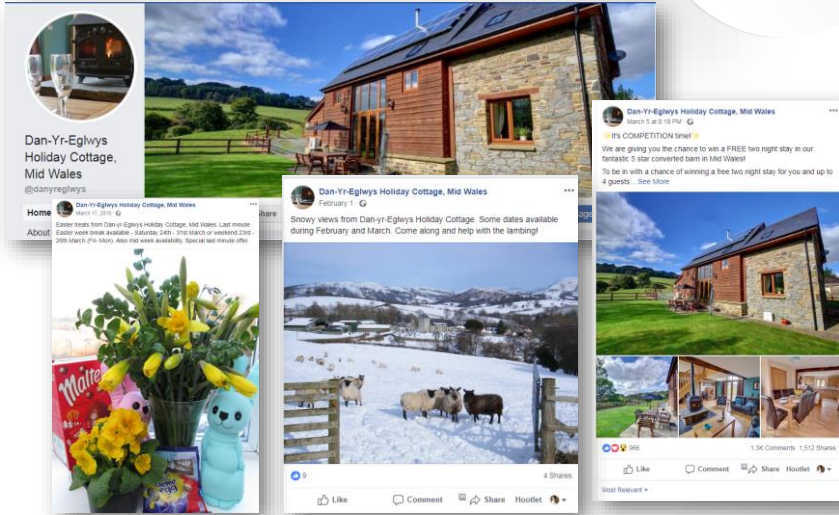 Dan-Yr-Eglwys
Holiday Cottage,
Mid Wales
@danyreglwys
Home
About
Share
Dan-Yr-Eglwys Holiday Cottage, Mid Wales
March 17, 2018
Easter treats from Dan-yr-Eglwys Holiday Cottage, Mid Wales. Last minute
Easter week break available - Saturday 24th - 31st March or weekend 23rd -
26th March (Fri- Mon). Also mid week availability. Special last minute offer.
Malte
creme
egg
Dan-Yr-Eglwys Holiday Cottage, Mid Wales
February 1
Snowy views from Dan-yr-Eglwys Holiday Cottage. Some dates available
during February and March. Come along and help with the lambing!
9
4 Shares
Like Comment Share Hootlet
Dan-Yr-Eglwys Holiday Cottage, Mid Wales
March 5 at 8:18 PM
It's COMPETITION time!
We are giving you the chance to win a FREE two night stay in our
fantastic 5 star converted barn in Mid Wales!
To be in with a chance of winning a free two night stay for you and up to
4 guests... See More
966
1.3K Comments 1,512 Shares
Like Comment Share Hootlet
Most Relevant